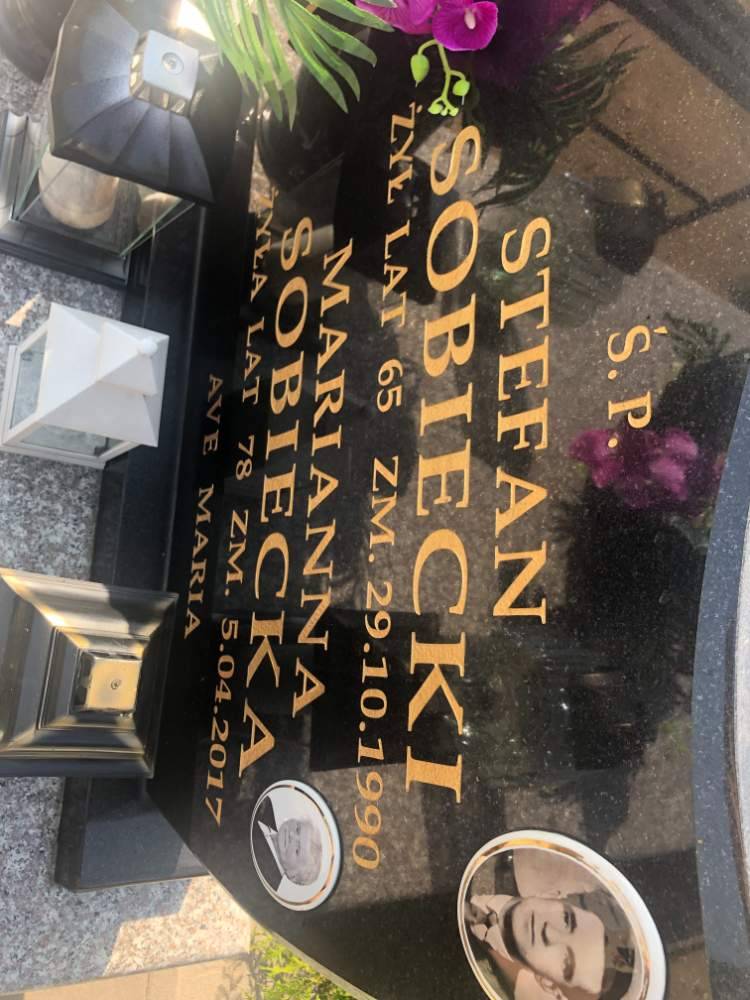 Ś.P.
STEFAN
SOBIECKI
ŻYŁ LAT 65 ZM. 29.10.1990
MARIANNA
SOBIECKA
ŻYŁA LAT 78 ZM. 5.04.2017
AVE MARIA